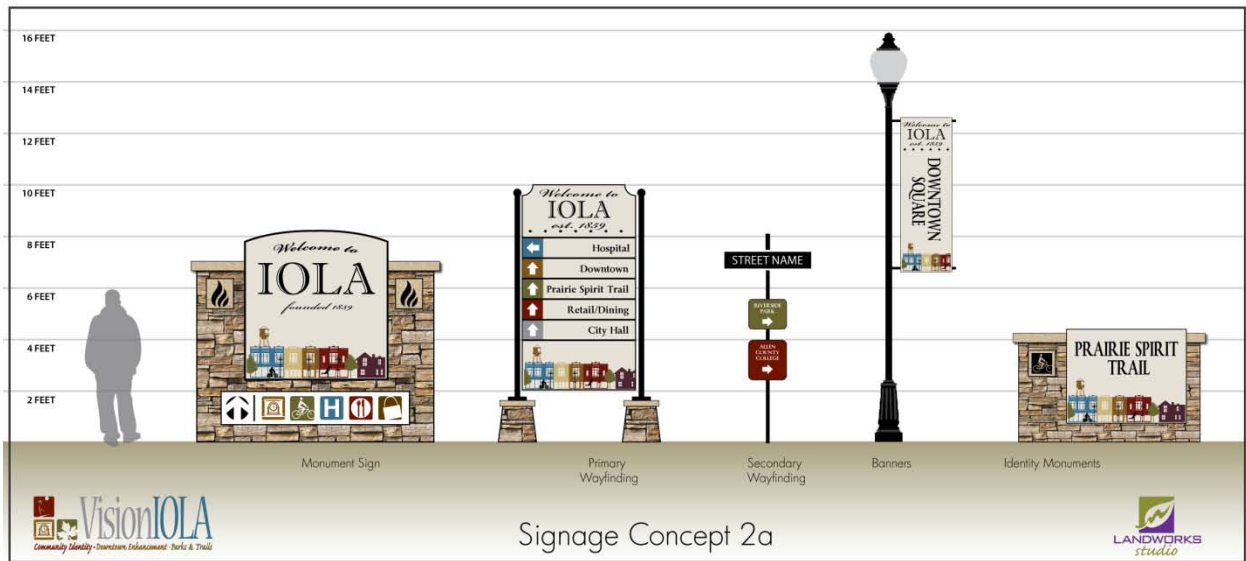 16 FEET
14 FEET
12 FEET
10 FEET
8 FEET
6 FEET
4 FEET
2 FEET
Welcome to
IOLA
founded 1859
H
Welcome to
IOLA
est. 1859
Hospital
Downtown
Prairie Spirit Trail
Retail/Dining
City Hall
STREET NAME
RIVERSIDE
PARK
ALLEN
COUNTY
COLLEGE
Welcome to
IOLA
est. 1859
DOWNTOWN
SQUARE
PRAIRIE SPIRIT
TRAIL
Monument Sign
Primary
Wayfinding
Secondary
Wayfinding
Banners
Identity Monuments
VisionIOLA
Community Identity • Downtown Enhancement • Parks & Trails
Signage Concept 2a
LANDWORKS
studio